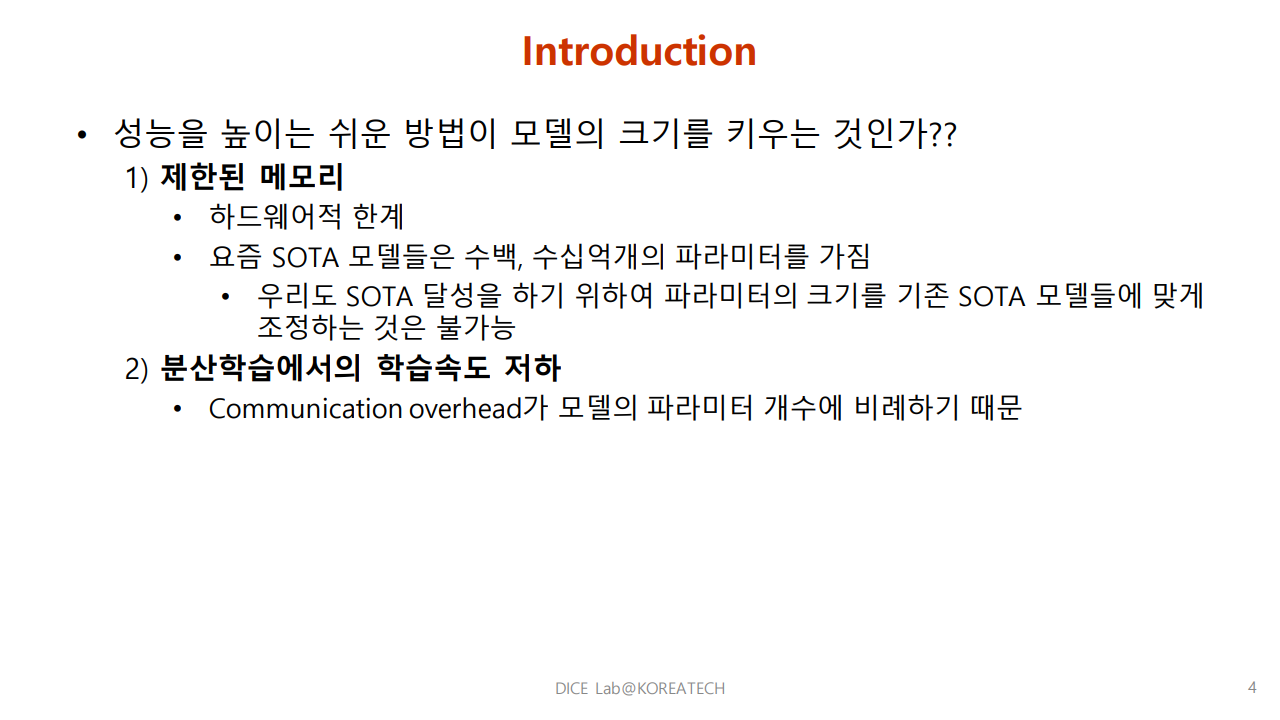 Introduction
• 성능을 높이는 쉬운 방법이 모델의 크기를 키우는 것인가??
1) 제한된 메모리
• 하드웨어적 한계
• 요즘 SOTA 모델들은 수백, 수십억개의 파라미터를 가짐
• 우리도 SOTA 달성을 하기 위하여 파라미터의 크기를 기존 SOTA 모델들에 맞게
조정하는 것은 불가능
2) 분산학습에서의 학습속도 저하
• Communication overhead가 모델의 파라미터 개수에 비례하기 때문
DICE Lab@KOREATECH
4